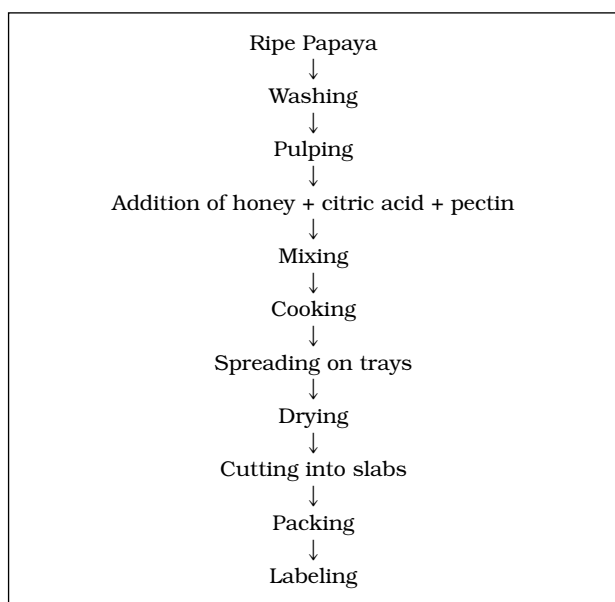 Ripe Papaya
↓
Washing
↓
Pulping
↓
Addition of honey + citric acid + pectin
↓
Mixing
↓
Cooking
↓
Spreading on trays
↓
Drying
↓
Cutting into slabs
↓
Packing
↓
Labeling